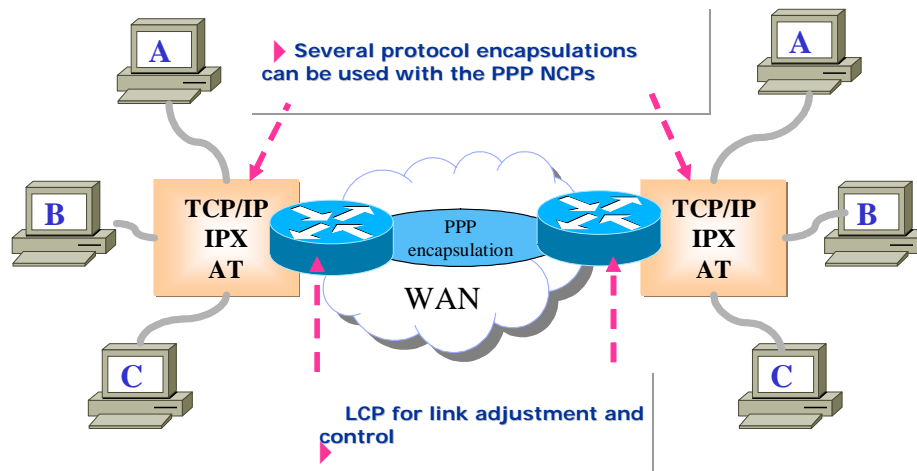 A
Several protocol encapsulations
can be used with the PPP NCPs
A
B
TCP/IP
IPX
AT
PPP
encapsulation
WAN
TCP/IP
IPX
AT
B
C
LCP for link adjustment and
control
C